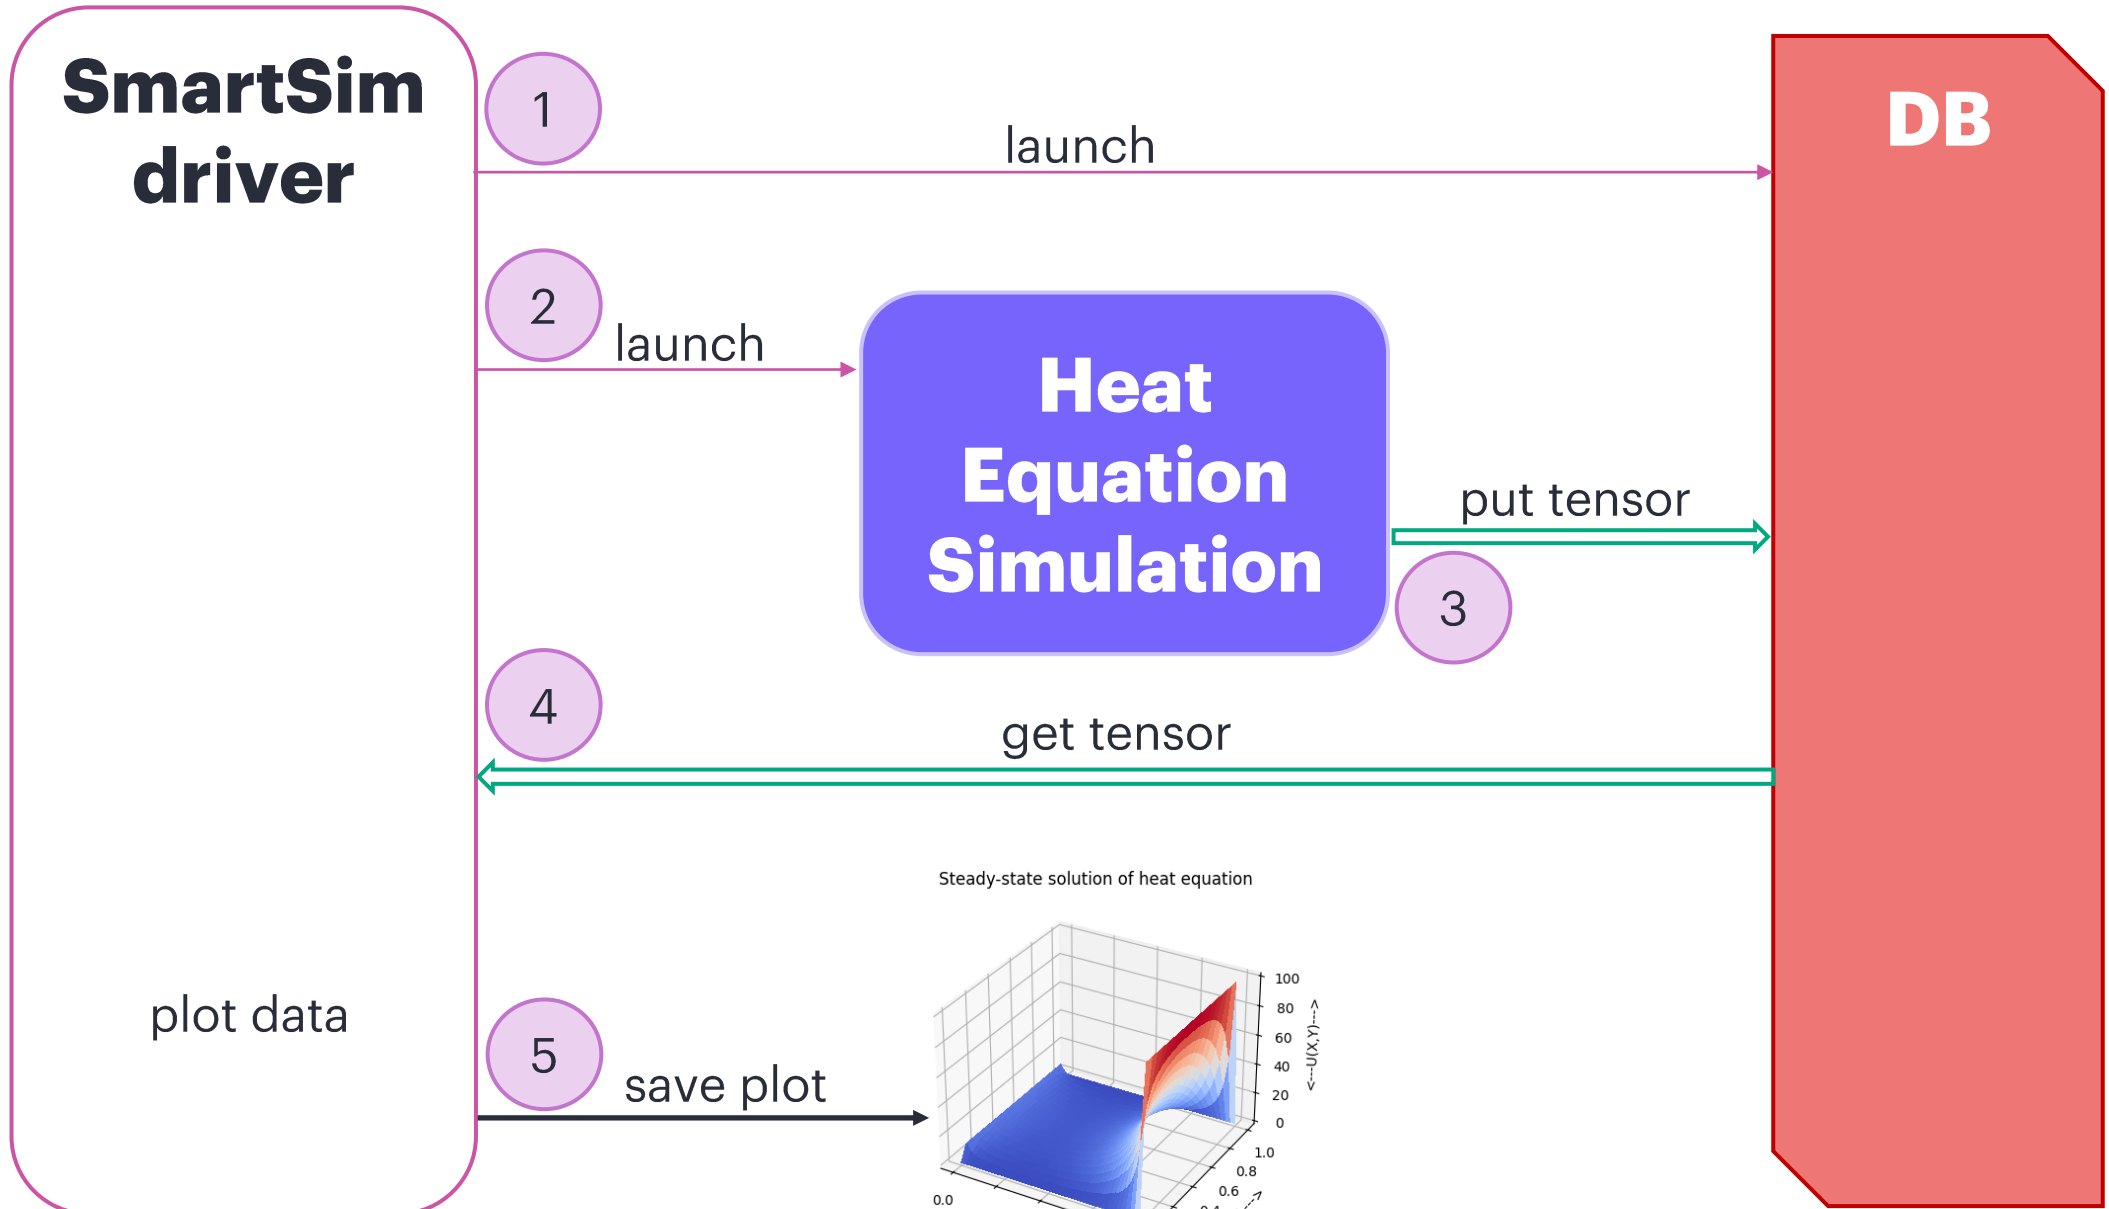 SmartSim
driver
1
launch
DB
2
launch
Heat
Equation
Simulation
put tensor
3
4
get tensor
Steady-state solution of heat equation
plot data
5
save plot
100
80
60
40
20
0
<---U(X,Y)--->
1.0
0.8
0.6
0.0